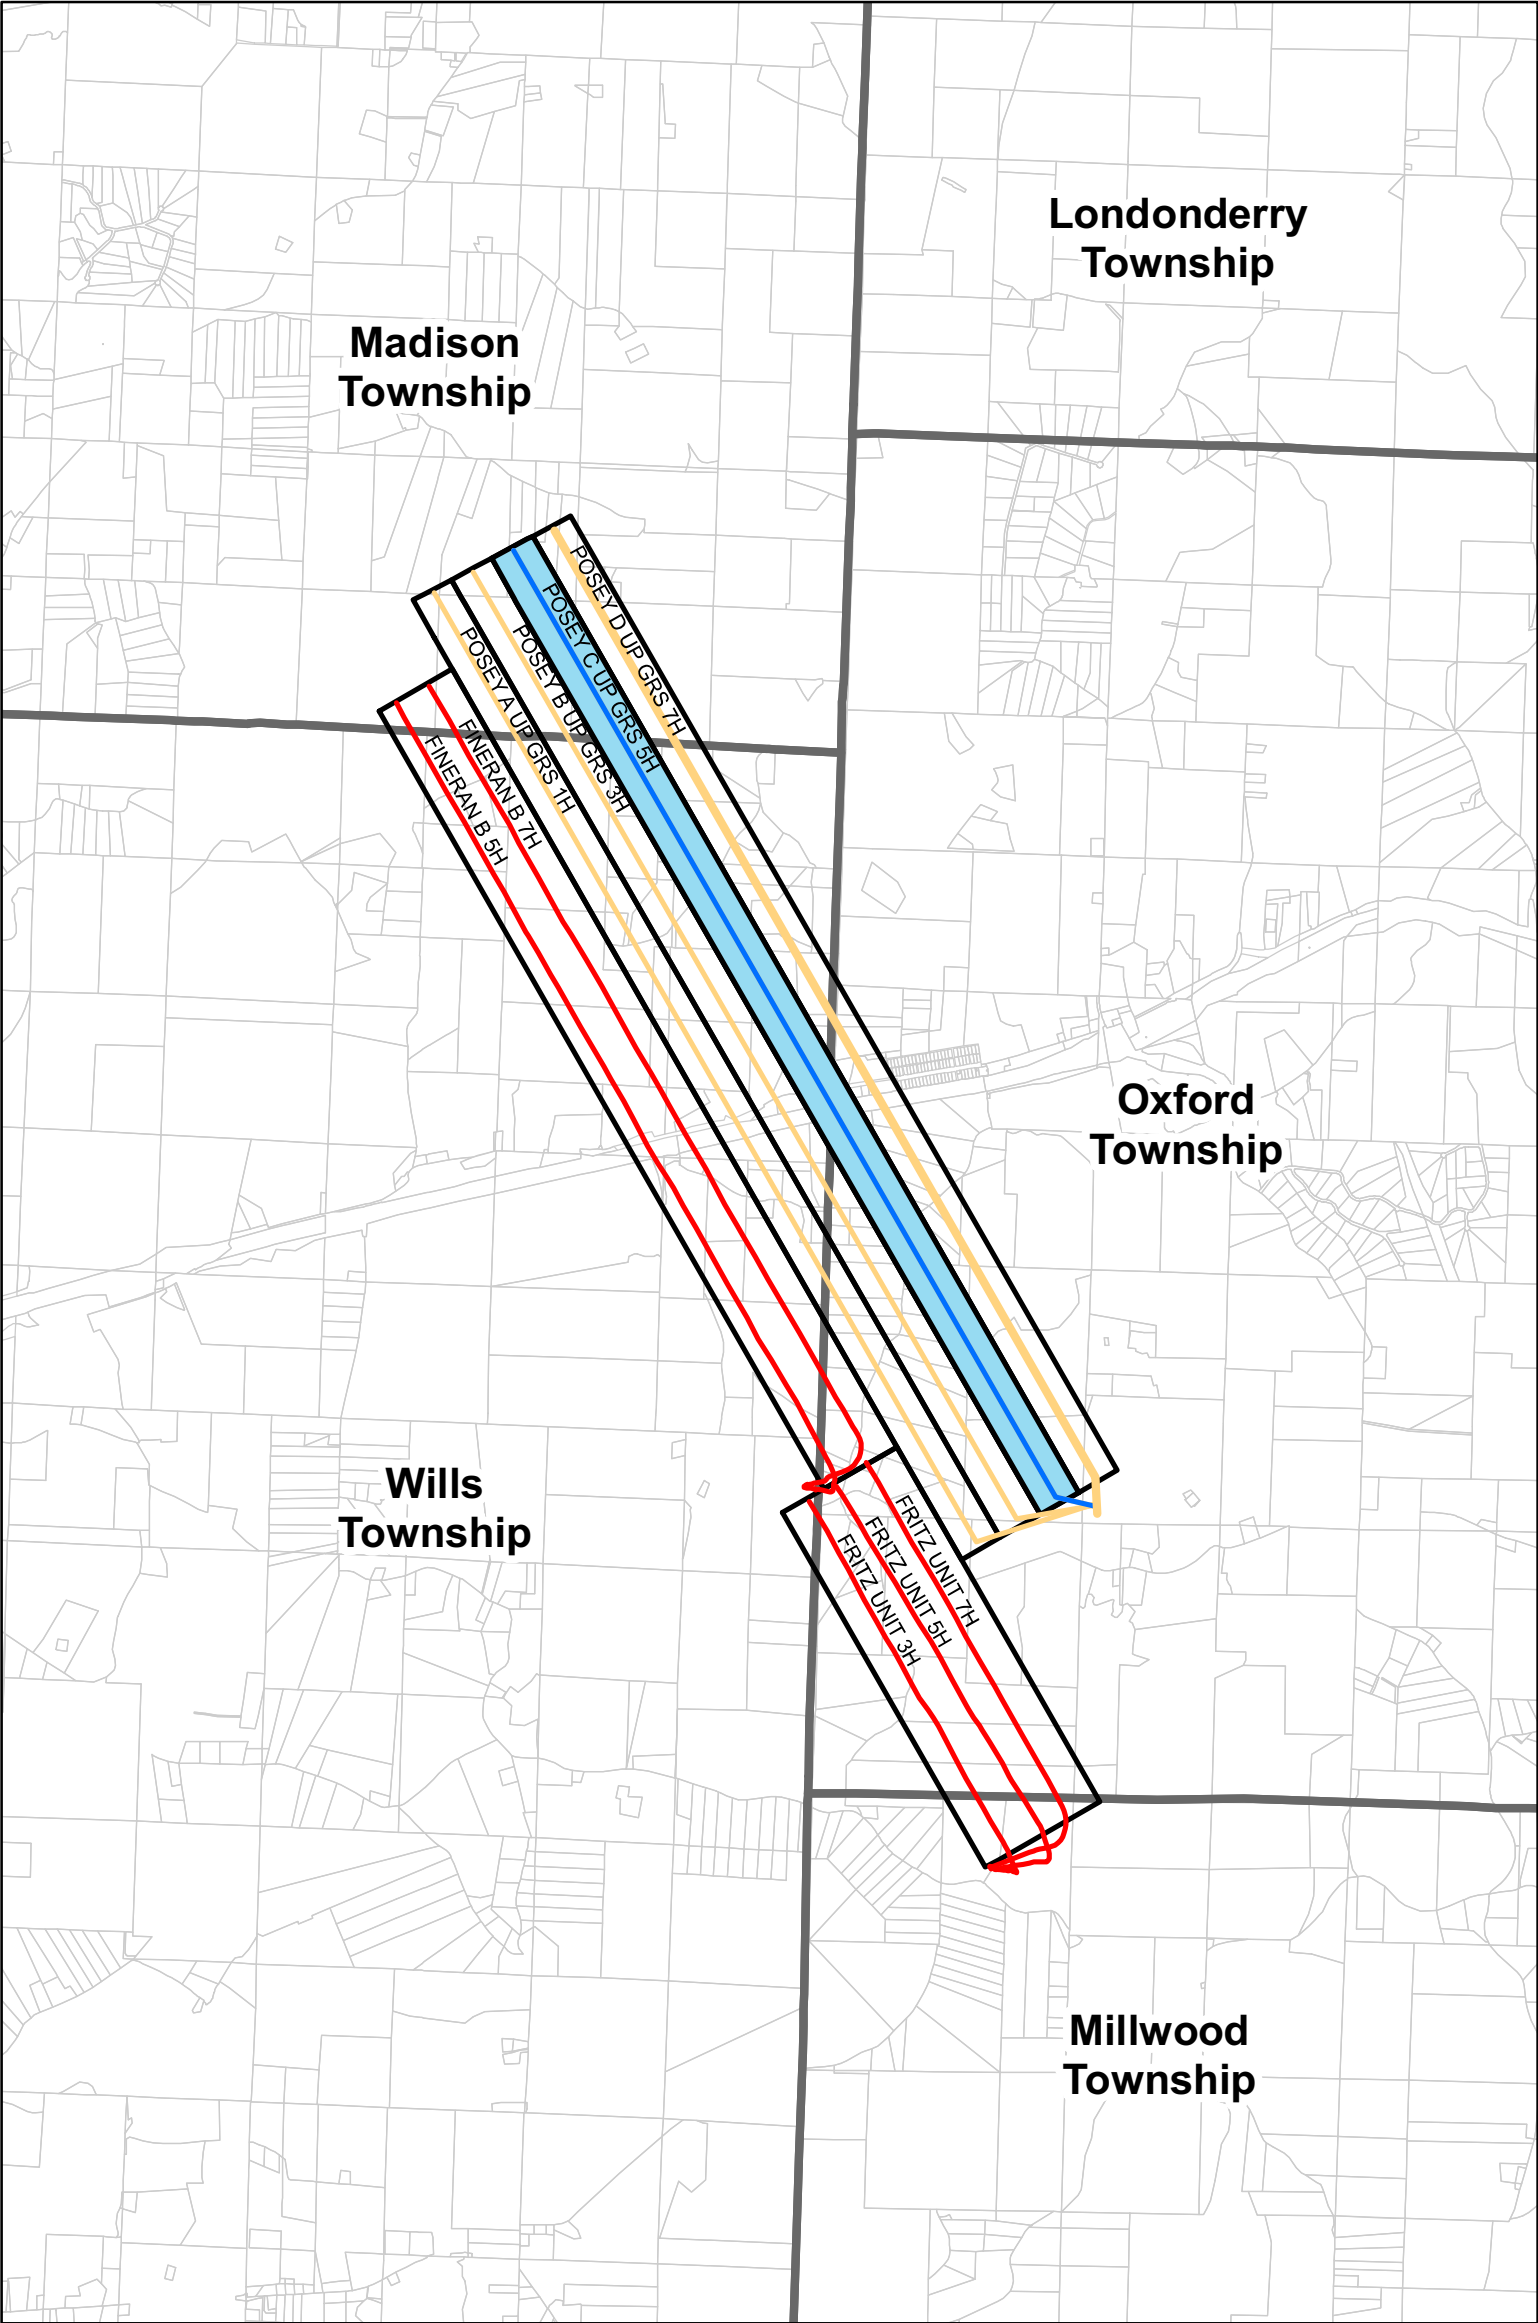 Londonderry
Township
Madison
Township
POSEY D UP GRS 7H
POSEY C UP GRS 5H
POSEY B UP GRS 3H
POSEY A UP GRS 1H
FINERAN B 7H
FINERAN B 5H
Oxford
Township
Wills
Township
FRITZ UNIT 7H
FRITZ UNIT 5H
FRITZ UNIT 3H
Millwood
Township